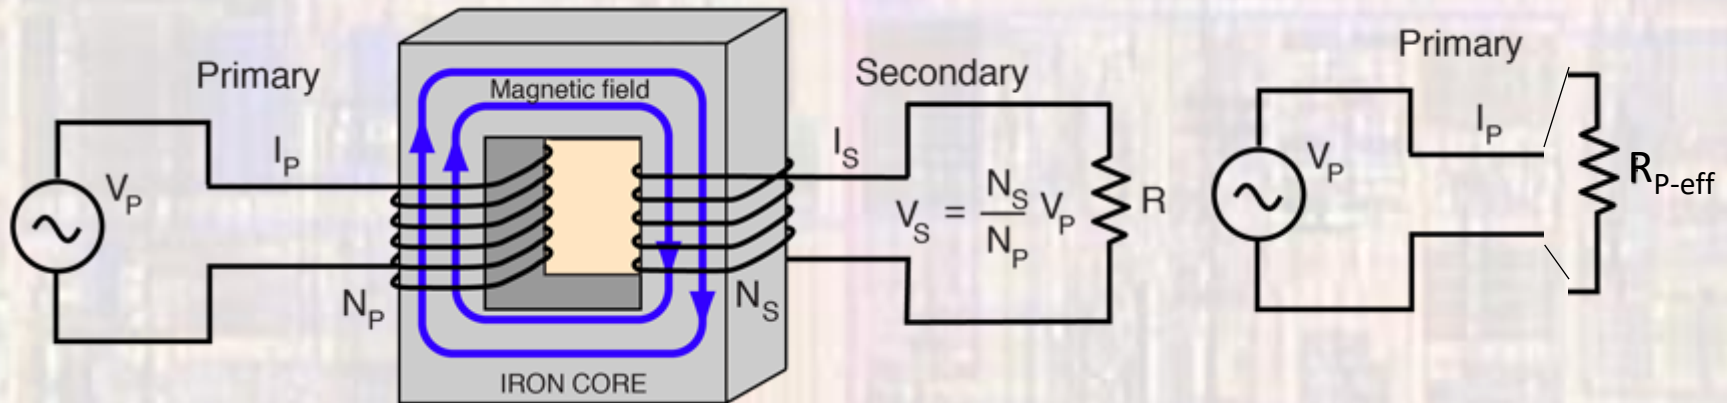 Primary
I_P
V_P
N_P
Magnetic field
IRON CORE
Secondary
I_S
V_S = N_S/N_P V_P
R
N_S
Primary
I_P
V_P
R_P-eff